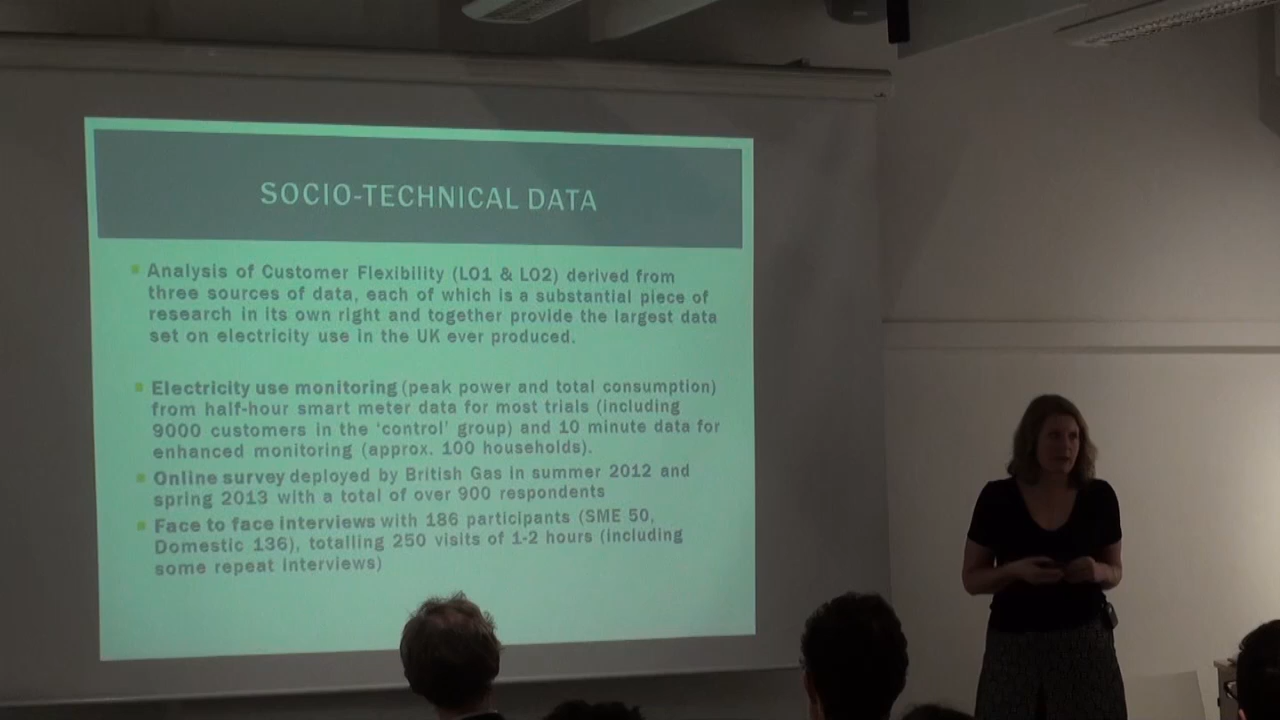 SOCIO-TECHNICAL DATA
Analysis of Customer Flexibility (LO1 & LO2) derived from
three sources of data, each of which is a substantial piece of
research in its own right and together provide the largest data
set on electricity use in the UK ever produced.
Electricity use monitoring (peak power and total consumption)
from half-hour smart meter data for most trials (including
9000 customers in the ‘control’ group) and 10 minute data for
enhanced monitoring (approx. 100 households).
Online survey deployed by British Gas in summer 2012 and
spring 2013 with a total of over 900 respondents
Face to face interviews with 186 participants (SME 50,
Domestic 136), totalling 250 visits of 1-2 hours (including
some repeat interviews)